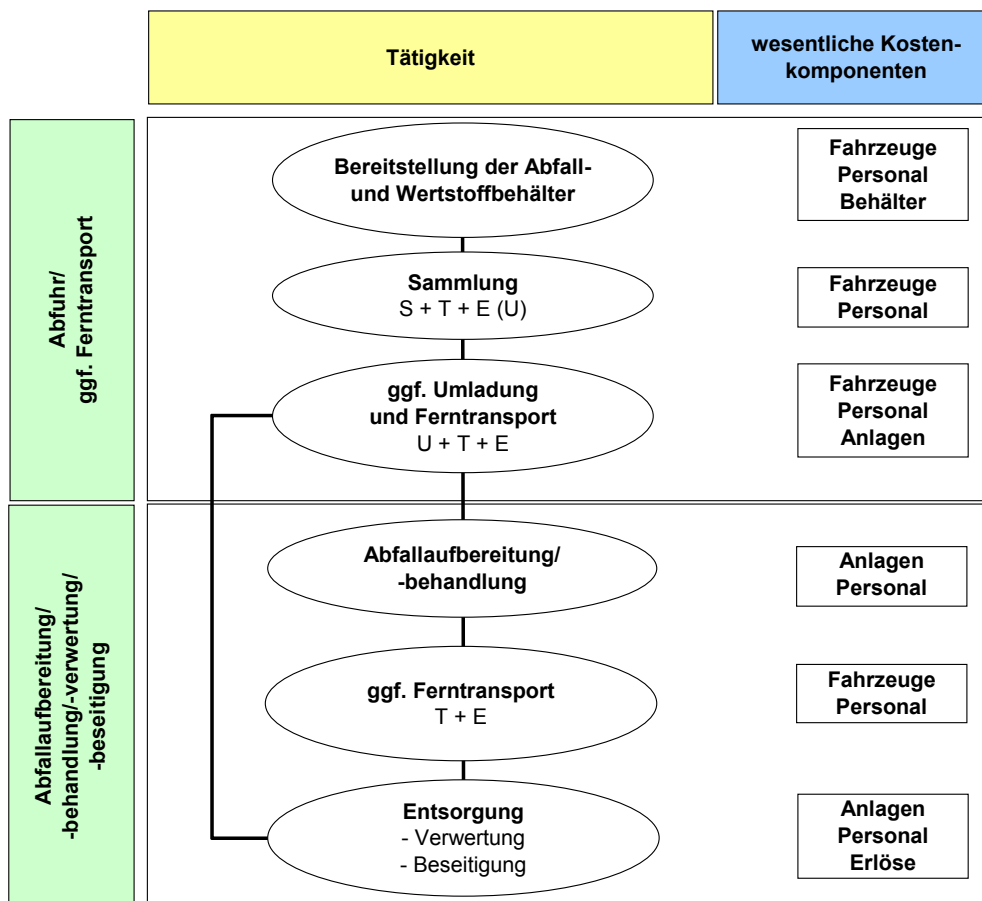 Tätigkeit
wesentliche Kosten-
komponenten
Abfuhr/
ggf. Ferntransport
Bereitstellung der Abfall-
und Wertstoffbehälter
Fahrzeuge
Personal
Behälter
Sammlung
S + T + E (U)
Fahrzeuge
Personal
ggf. Umladung
und Ferntransport
U + T + E
Fahrzeuge
Personal
Anlagen
Abfallaufbereitung/
-behandlung/-verwertung/
-beseitigung
Abfallaufbereitung/
-behandlung
Anlagen
Personal
ggf. Ferntransport
T + E
Fahrzeuge
Personal
Entsorgung
- Verwertung
- Beseitigung
Anlagen
Personal
Erlöse